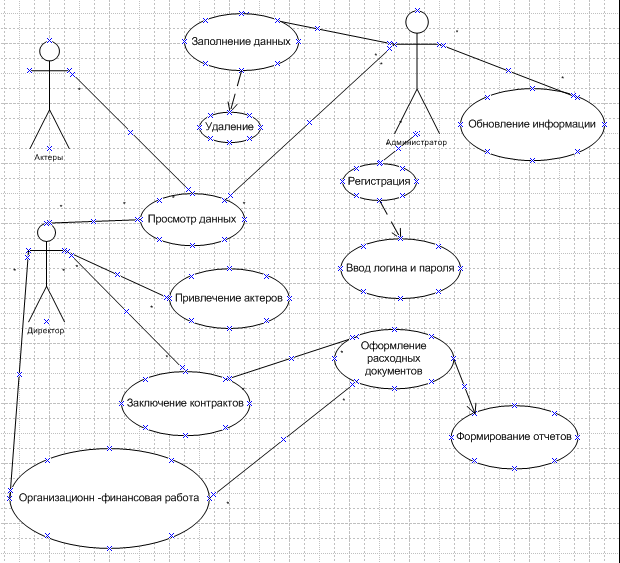 Заполнение данных
Удаление
Обновление информации
Актеры
Администратор
Регистрация
Просмотр данных
Ввод логина и пароля
Привлечение актеров
Директор
Оформление
расходных
документов
Заключение контрактов
Формирование отчетов
Организационн -финансовая работа